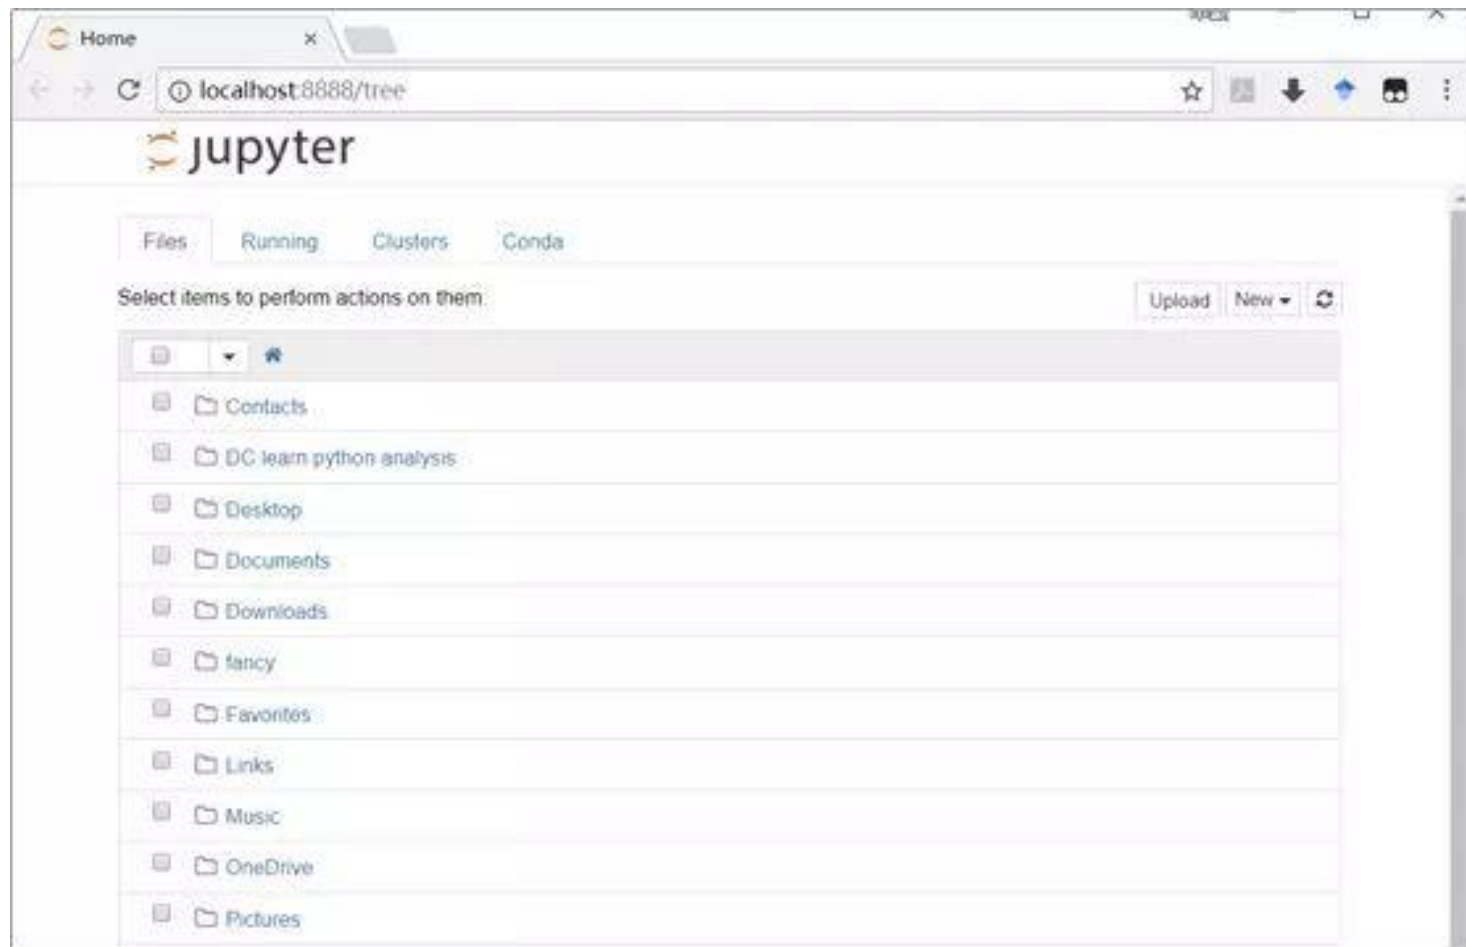 Home
localhost:8888/tree
jupyter
Files Running Clusters Conda
Select items to perform actions on them.
Upload New
Contacts
DC learn python analysis
Desktop
Documents
Downloads
fancy
Favorites
Links
Music
OneDrive
Pictures